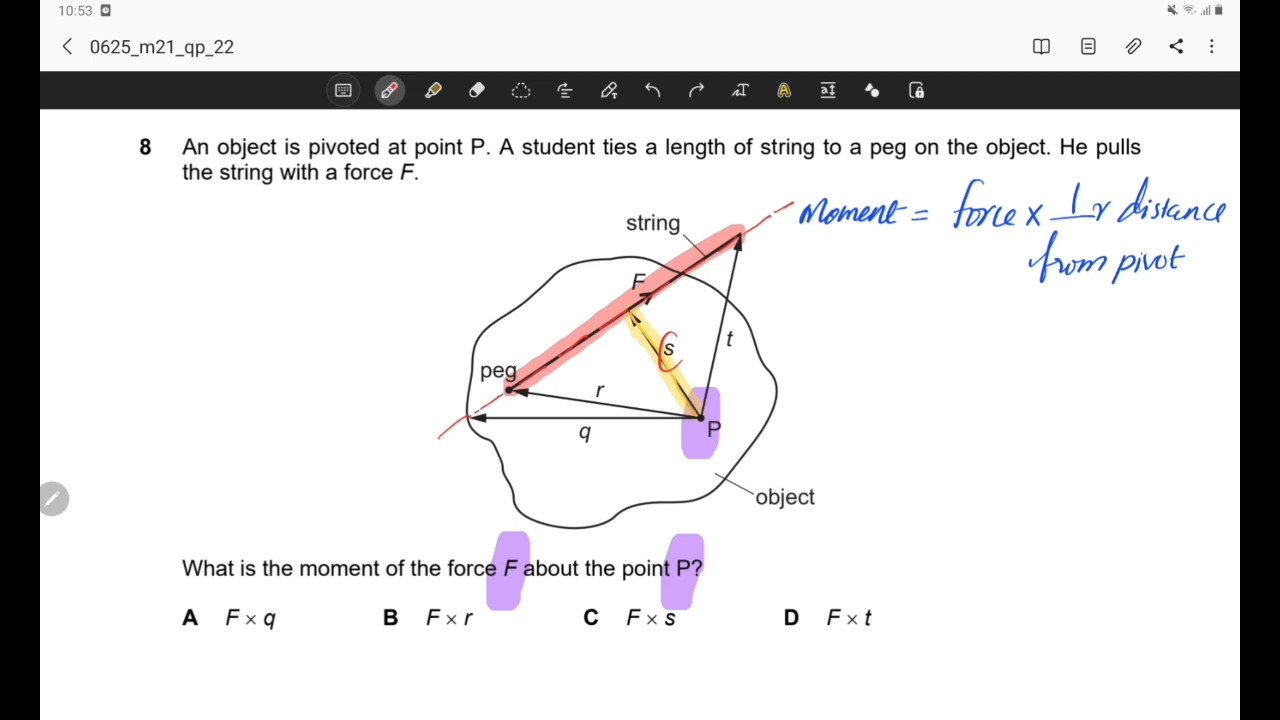 10:53
0625_m21_qp_22
8 An object is pivoted at point P. A student ties a length of string to a peg on the object. He pulls
the string with a force F.
Moment = force x ⊥r distance
from pivot
string
F
s
t
peg
r
q
P
object
What is the moment of the force F about the point P?
A F × q B F × r C F × s D F × t